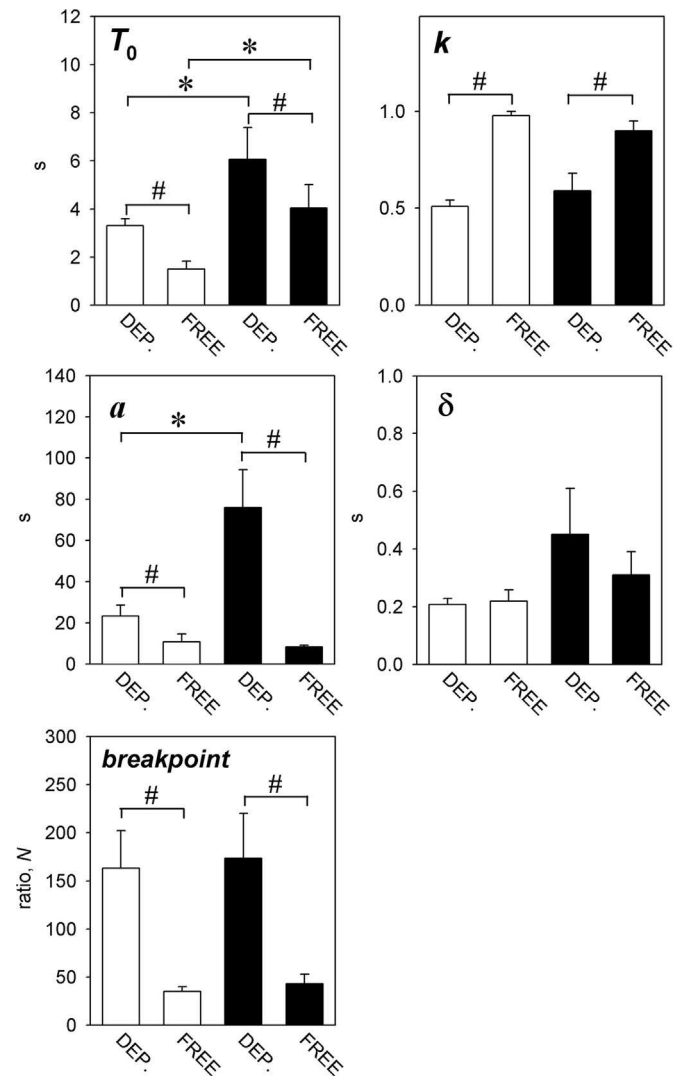 T0
12
10
8
6
4
2
0
s
*
*
#
#
DEP.
FREE
DEP.
FREE
k
1.0
0.5
0.0
#
#
DEP.
FREE
DEP.
FREE
a
140
120
100
80
60
40
20
0
s
*
#
#
DEP.
FREE
DEP.
FREE
δ
1.0
0.8
0.6
0.4
0.2
0.0
s
DEP.
FREE
DEP.
FREE
breakpoint
300
250
200
150
100
50
0
ratio, N
#
#
DEP.
FREE
DEP.
FREE